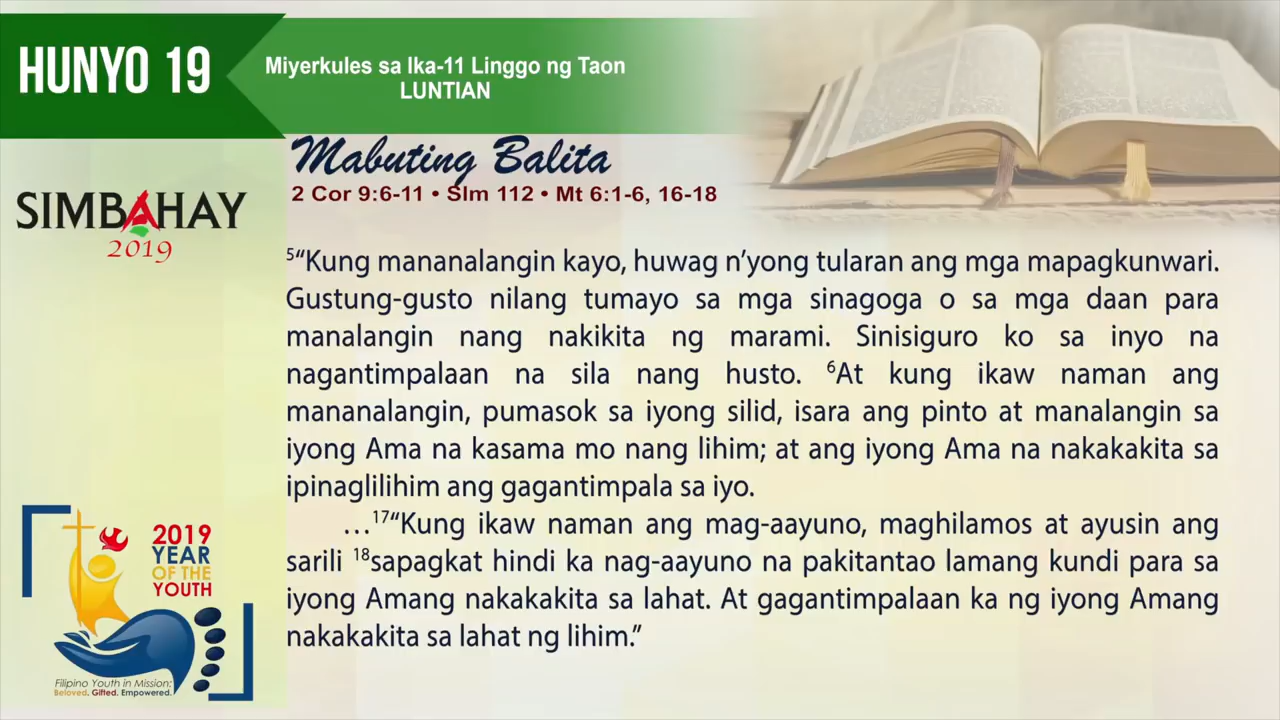 HUNYO 19
Miyerkules sa Ika-11 Linggo ng Taon
LUNTIAN
Mabuting Balita
2 Cor 9:6-11 • Slm 112 • Mt 6:1-6, 16-18
SIMBAHAY
2019
⁵“Kung mananalangin kayo, huwag n’yong tularan ang mga mapagkunwari.
Gustung-gusto nilang tumayo sa mga sinagoga o sa mga daan para
manalangin nang nakikita ng marami. Sinisiguro ko sa inyo na
nagantimpalaan na sila nang husto. ⁶At kung ikaw naman ang
mananalangin, pumasok sa iyong silid, isara ang pinto at manalangin sa
iyong Ama na kasama mo nang lihim; at ang iyong Ama na nakakakita sa
ipinaglilihim ang gagantimpala sa iyo.
…¹⁷“Kung ikaw naman ang mag-aayuno, maghilamos at ayusin ang
sarili ¹⁸sapagkat hindi ka nag-aayuno na pakitantao lamang kundi para sa
iyong Amang nakakakita sa lahat. At gagantimpalaan ka ng iyong Amang
nakakakita sa lahat ng lihim.”
2019
YEAR
OF THE
YOUTH
Filipino Youth in Mission:
Beloved. Gifted. Empowered.